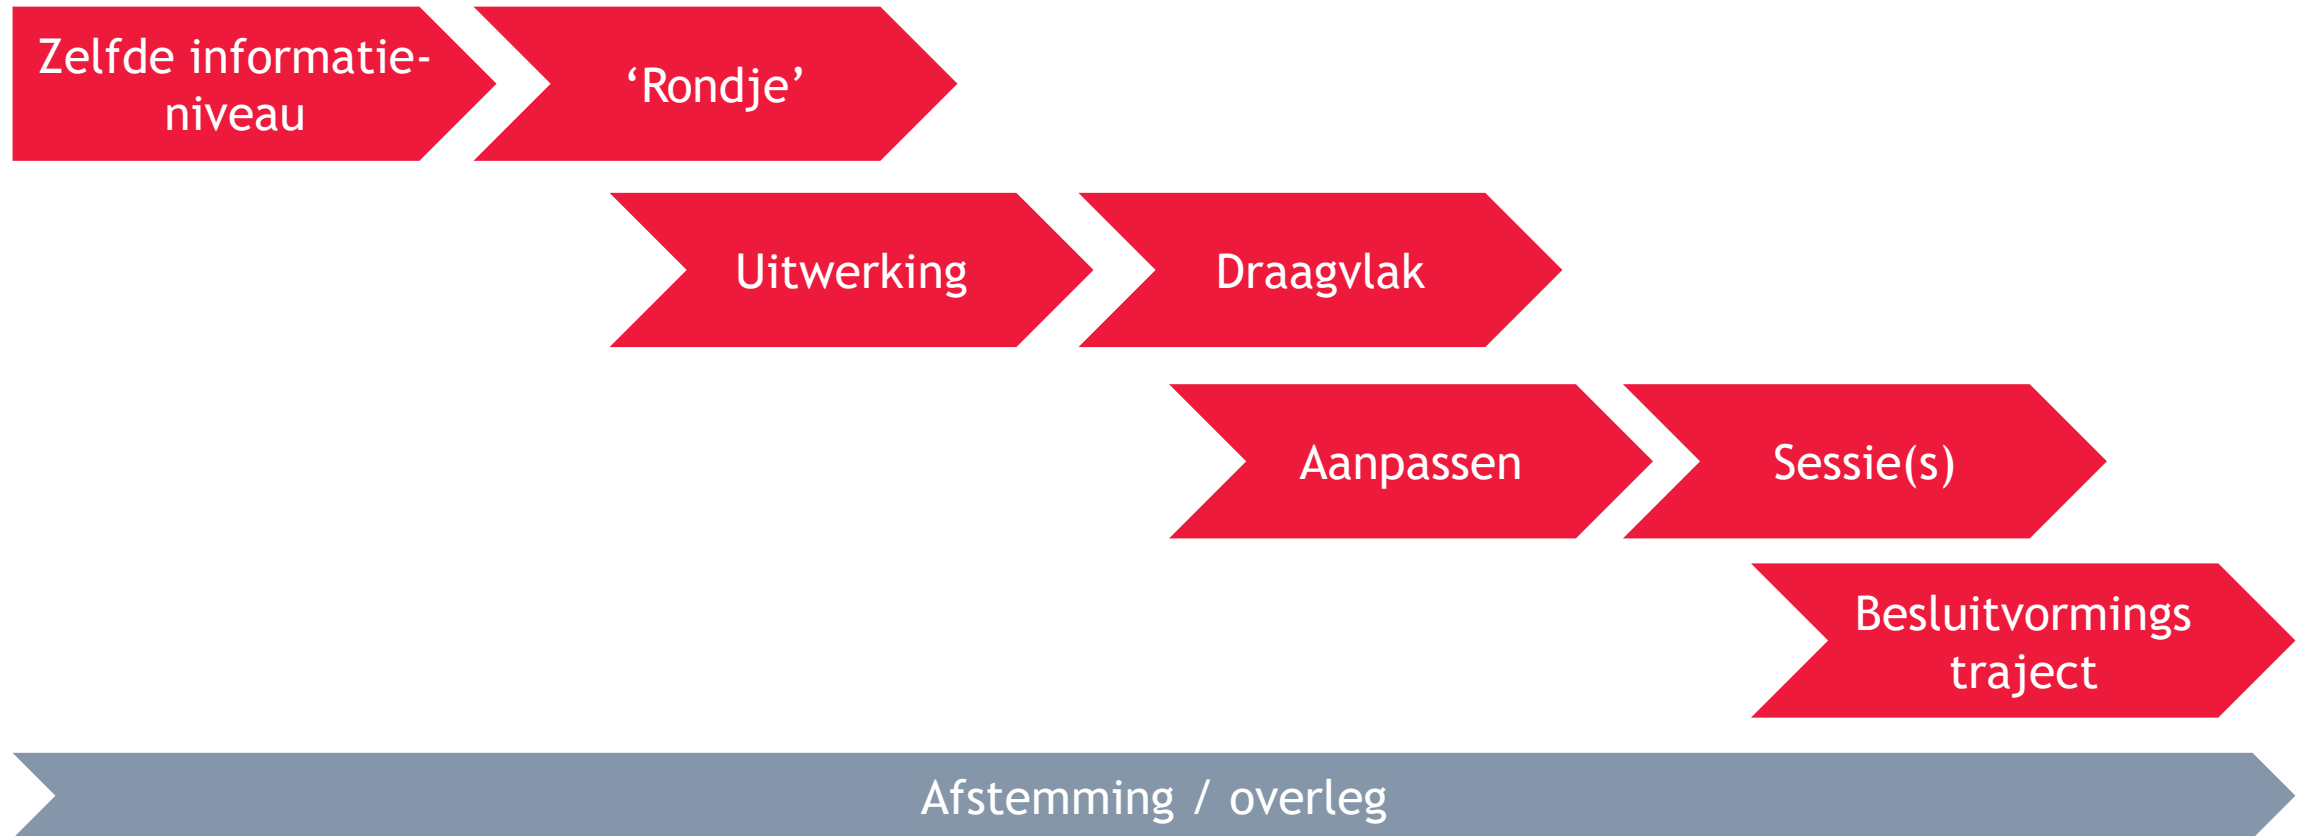 Zelfde informatie-
niveau
‘Rondje’
Uitwerking
Draagvlak
Aanpassen
Sessie(s)
Besluitvormings
traject
Afstemming / overleg